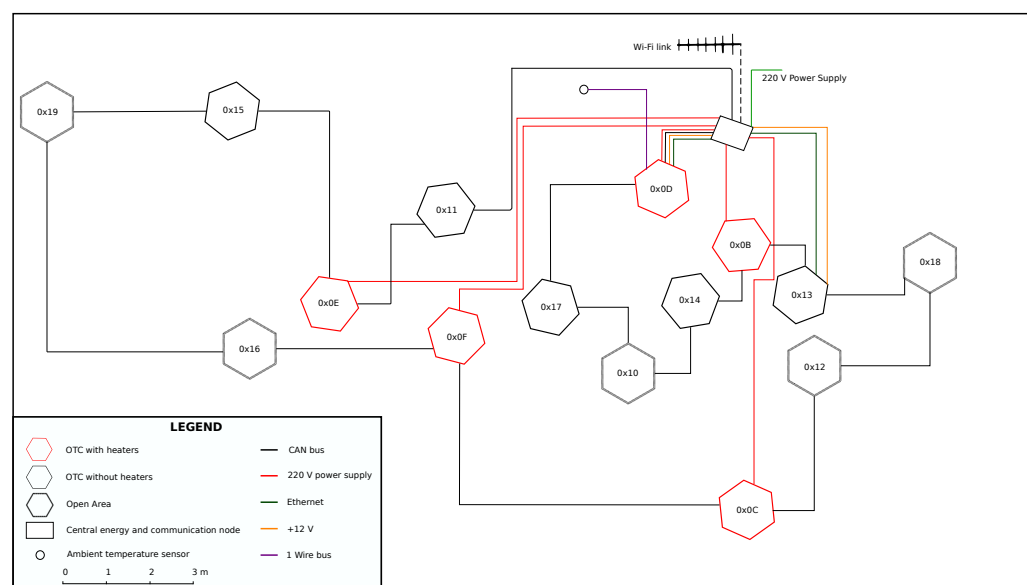 Wi-Fi link
220 V Power Supply
0x19
0x15
0x11
0x0D
0x0B
0x18
0x0E
0x17
0x14
0x13
0x0F
0x16
0x10
0x12
0x0C
LEGEND
OTC with heaters
CAN bus
OTC without heaters
220 V power supply
Open Area
Ethernet
Central energy and communication node
+12 V
Ambient temperature sensor
1 Wire bus
0 1 2 3 m